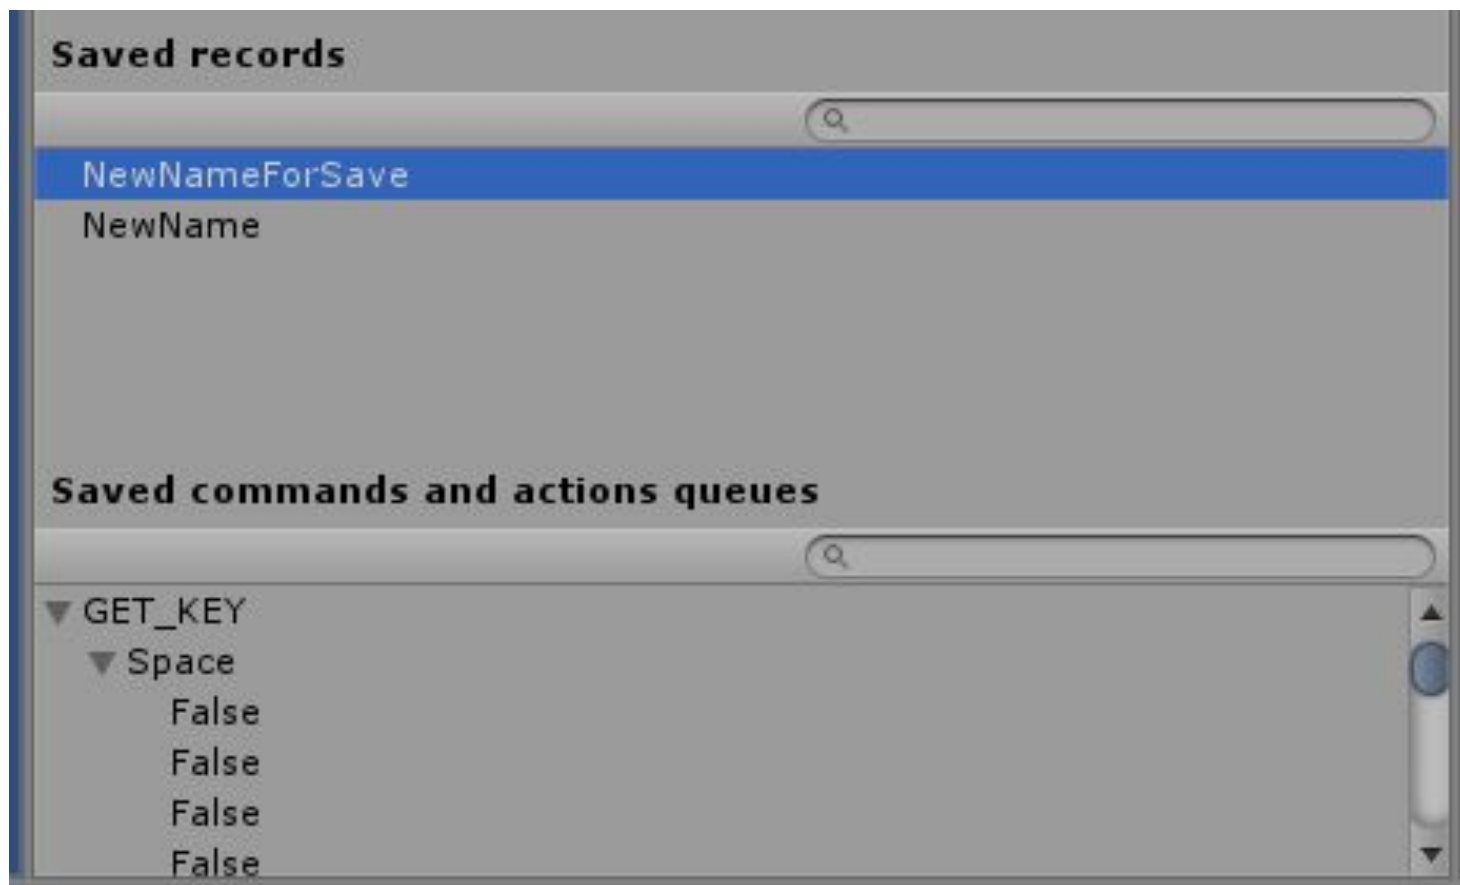 Saved records
NewNameForSave
NewName
Saved commands and actions queues
GET_KEY
Space
False
False
False
False